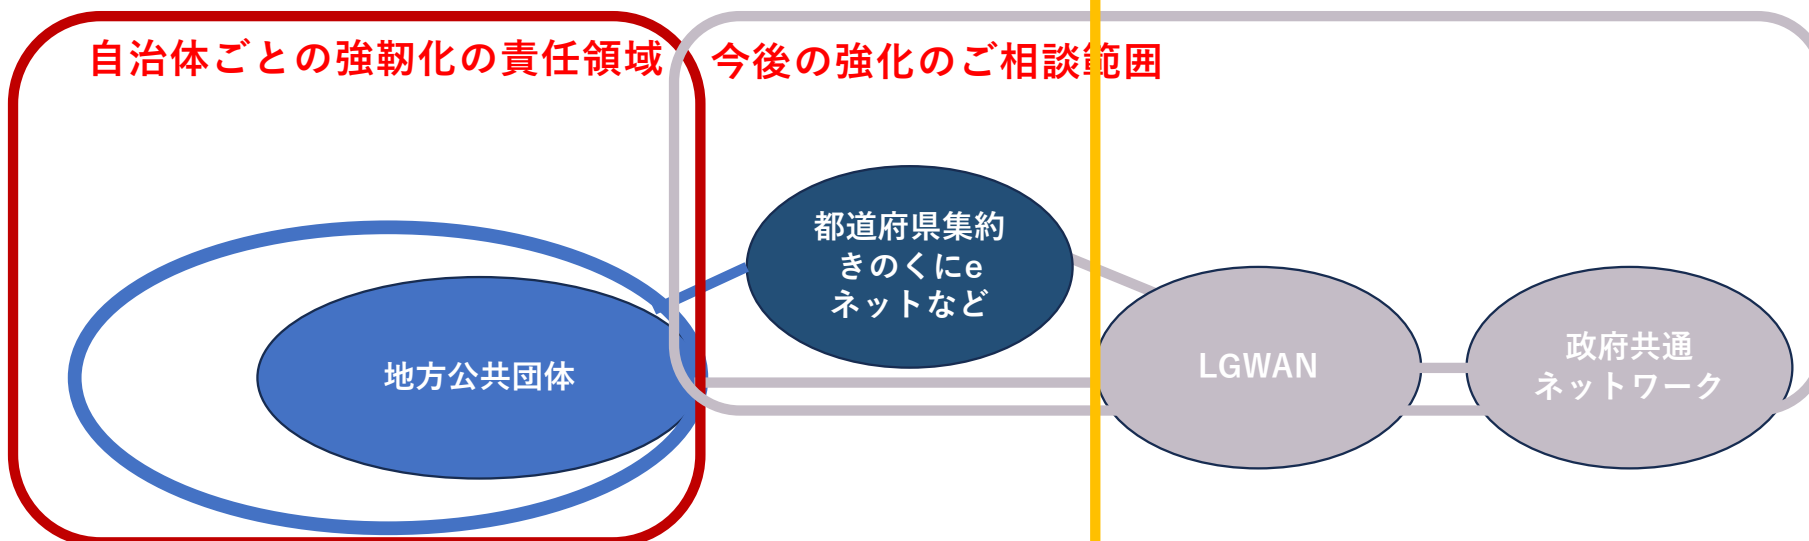 自治体ごとの強靭化の責任領域
今後の強化のご相談範囲
都道府県集約
きのくにe
ネットなど
地方公共団体
LGWAN
政府共通
ネットワーク